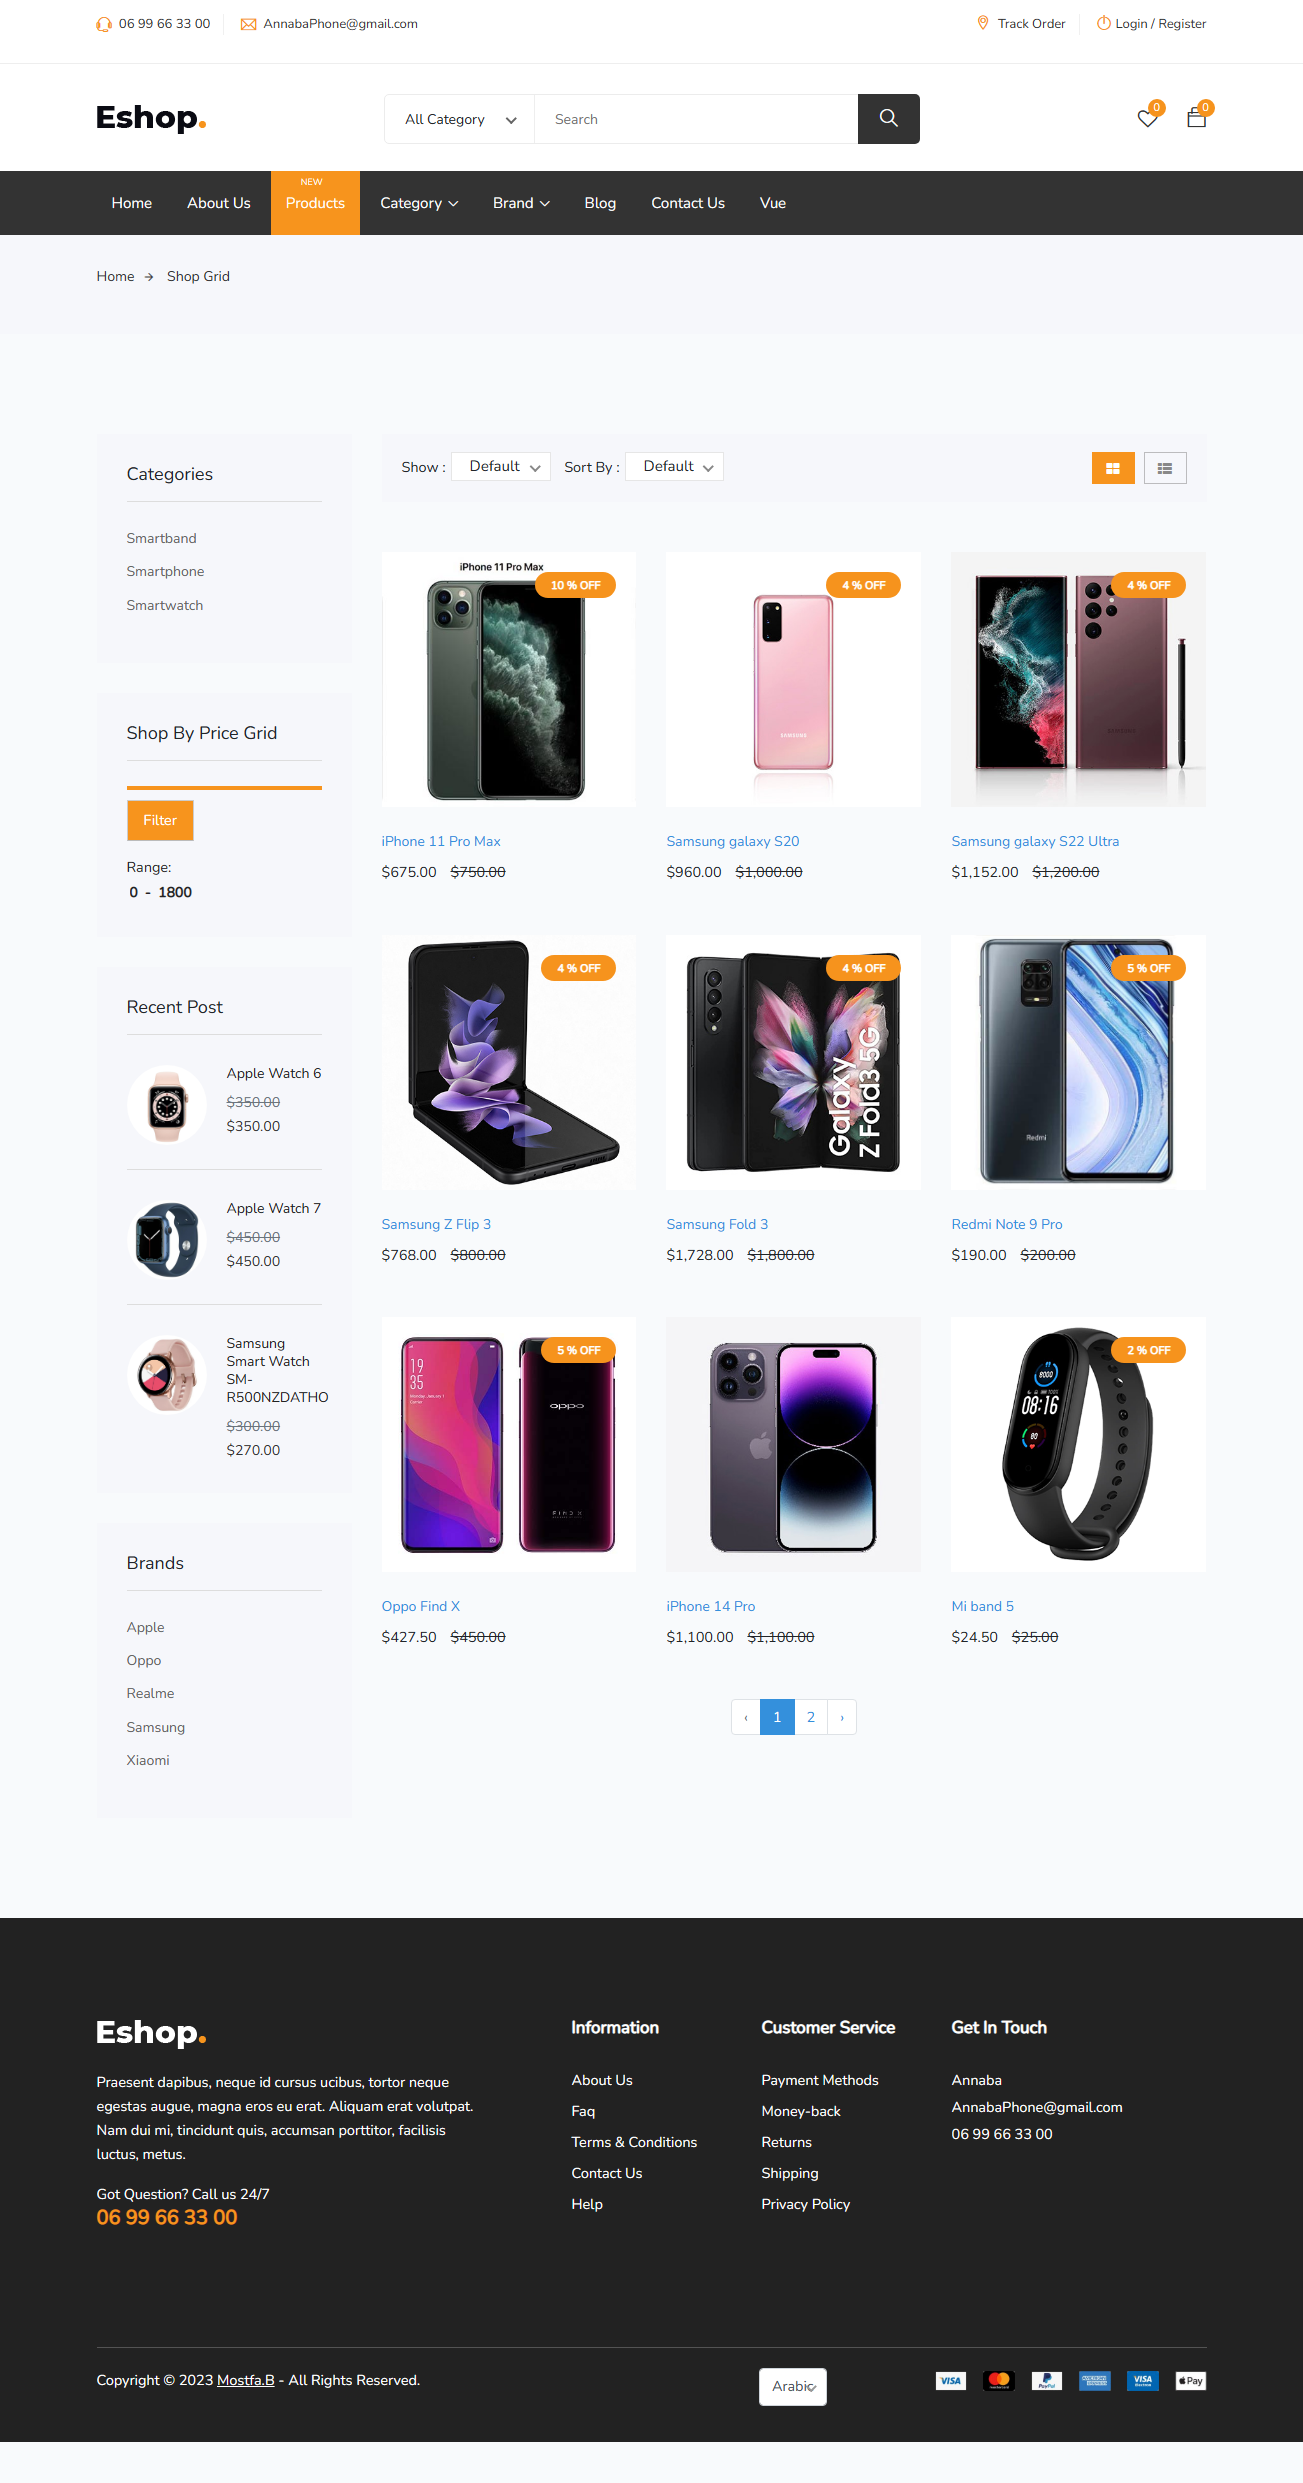 06 99 66 33 00 AnnabaPhone@gmail.com Track Order Login / Register
Eshop. All Category Search 0 0
NEW
Home About Us Products Category Brand Blog Contact Us Vue
Home → Shop Grid
Categories
Smartband
Smartphone
Smartwatch
Shop By Price Grid
Filter
Range:
0 - 1800
Recent Post
Apple Watch 6
$350.00
$350.00
Apple Watch 7
$450.00
$450.00
Samsung
Smart Watch
SM-
R500NZDATHO
$300.00
$270.00
Brands
Apple
Oppo
Realme
Samsung
Xiaomi
Show : Default Sort By : Default
iPhone 11 Pro Max
10 % OFF
iPhone 11 Pro Max
$675.00 $750.00
4 % OFF
SAMSUNG
Samsung galaxy S20
$960.00 $1,000.00
4 % OFF
Samsung galaxy S22 Ultra
$1,152.00 $1,200.00
4 % OFF
Samsung Z Flip 3
$768.00 $800.00
4 % OFF
Galaxy
Z Fold3 5G
Samsung Fold 3
$1,728.00 $1,800.00
5 % OFF
Redmi
Redmi Note 9 Pro
$190.00 $200.00
5 % OFF
19
35
oppo
Find X
Oppo Find X
$427.50 $450.00
iPhone 14 Pro
$1,100.00 $1,100.00
2 % OFF
8000
08:16
80
Mi band 5
$24.50 $25.00
‹ 1 2 ›
Eshop.
Praesent dapibus, neque id cursus ucibus, tortor neque
egestas augue, magna eros eu erat. Aliquam erat volutpat.
Nam dui mi, tincidunt quis, accumsan porttitor, facilisis
luctus, metus.
Got Question? Call us 24/7
06 99 66 33 00
Information
About Us
Faq
Terms & Conditions
Contact Us
Help
Customer Service
Payment Methods
Money-back
Returns
Shipping
Privacy Policy
Get In Touch
Annaba
AnnabaPhone@gmail.com
06 99 66 33 00
Copyright © 2023 Mostfa.B - All Rights Reserved.
Arabic
VISA PayPal VISA Pay